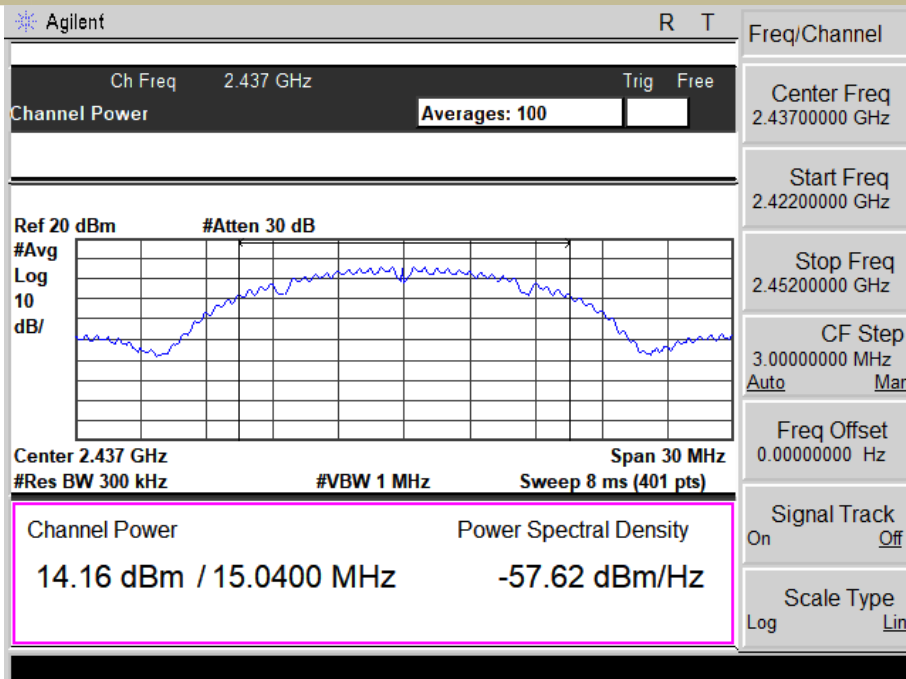 Agilent R T
Ch Freq 2.437 GHz Trig Free
Channel Power Averages: 100
Ref 20 dBm #Atten 30 dB
#Avg
Log
10
dB/
Center 2.437 GHz Span 30 MHz
#Res BW 300 kHz #VBW 1 MHz Sweep 8 ms (401 pts)
Channel Power Power Spectral Density
14.16 dBm / 15.0400 MHz -57.62 dBm/Hz
Freq/Channel
Center Freq
2.43700000 GHz
Start Freq
2.42200000 GHz
Stop Freq
2.45200000 GHz
CF Step
3.00000000 MHz
Auto Man
Freq Offset
0.00000000 Hz
Signal Track
On Off
Scale Type
Log Lin